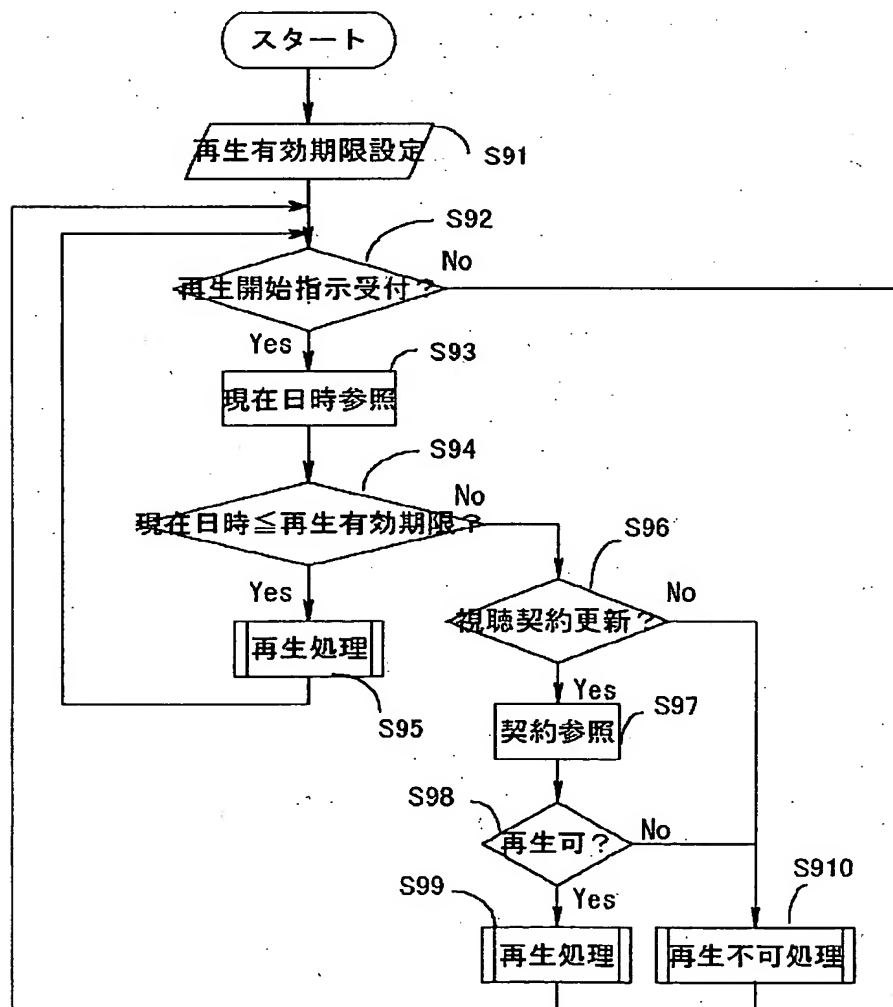 スタート
再生有効期限設定
S91
S92
再生開始指示受付?
No
Yes
S93
現在日時参照
S94
現在日時≦再生有効期限?
No
Yes
S96
視聴契約更新?
No
再生処理
S95
Yes
S97
契約参照
S98
再生可?
No
S99
Yes
S910
再生処理
再生不可処理